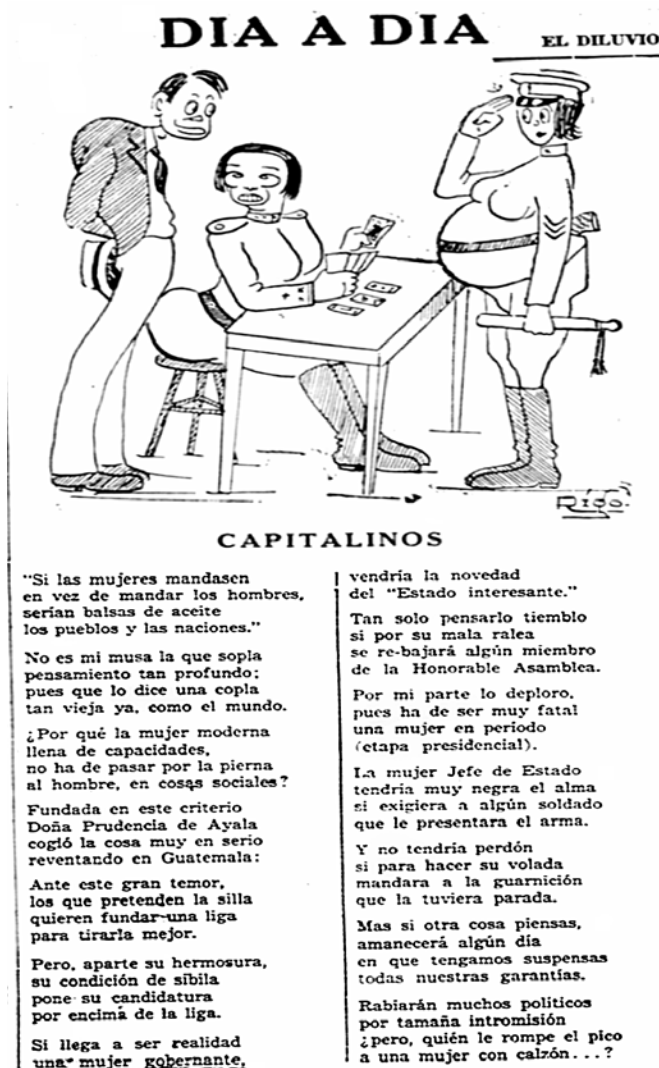 DIA A DIA
EL DILUVIO
Rigo.
CAPITALINOS
"Si las mujeres mandasen
en vez de mandar los hombres,
serían balsas de aceite
los pueblos y las naciones."
No es mi musa la que sopla
pensamiento tan profundo;
pues que lo dice una copla
tan vieja ya, como el mundo.
¿Por qué la mujer moderna
llena de capacidades,
no ha de pasar por la pierna
al hombre, en cosas sociales?
Fundada en este criterio
Doña Prudencia de Ayala
cogló la cosa muy en serio
reventando en Guatemala:
Ante este gran temor,
los que pretenden la silla
quieren fundar una liga
para tirarla mejor.
Pero, aparte su hermosura,
su condición de síbila
pone su candidatura
por encima de la liga.
Si llega a ser realidad
una mujer gobernante,
vendría la novedad
del "Estado interesante."
Tan solo pensarlo tiemblo
si por su mala ralea
se re-bajará algún miembro
de la Honorable Asamblea.
Por mi parte lo deploro,
pues ha de ser muy fatal
una mujer en período
(etapa presidencial).
La mujer Jefe de Estado
tendría muy negra el alma
si exigiera a algún soldado
que le presentara el arma.
Y no tendría perdón
si para hacer su volada
mandara a la guarnición
que la tuviera parada.
Mas si otra cosa piensas,
amanecerá algún día
en que tengamos suspensas
todas nuestras garantías.
Rabiarán muchos políticos
por tamaña intromisión
¿pero, quién le rompe el pico
a una mujer con calzón...?